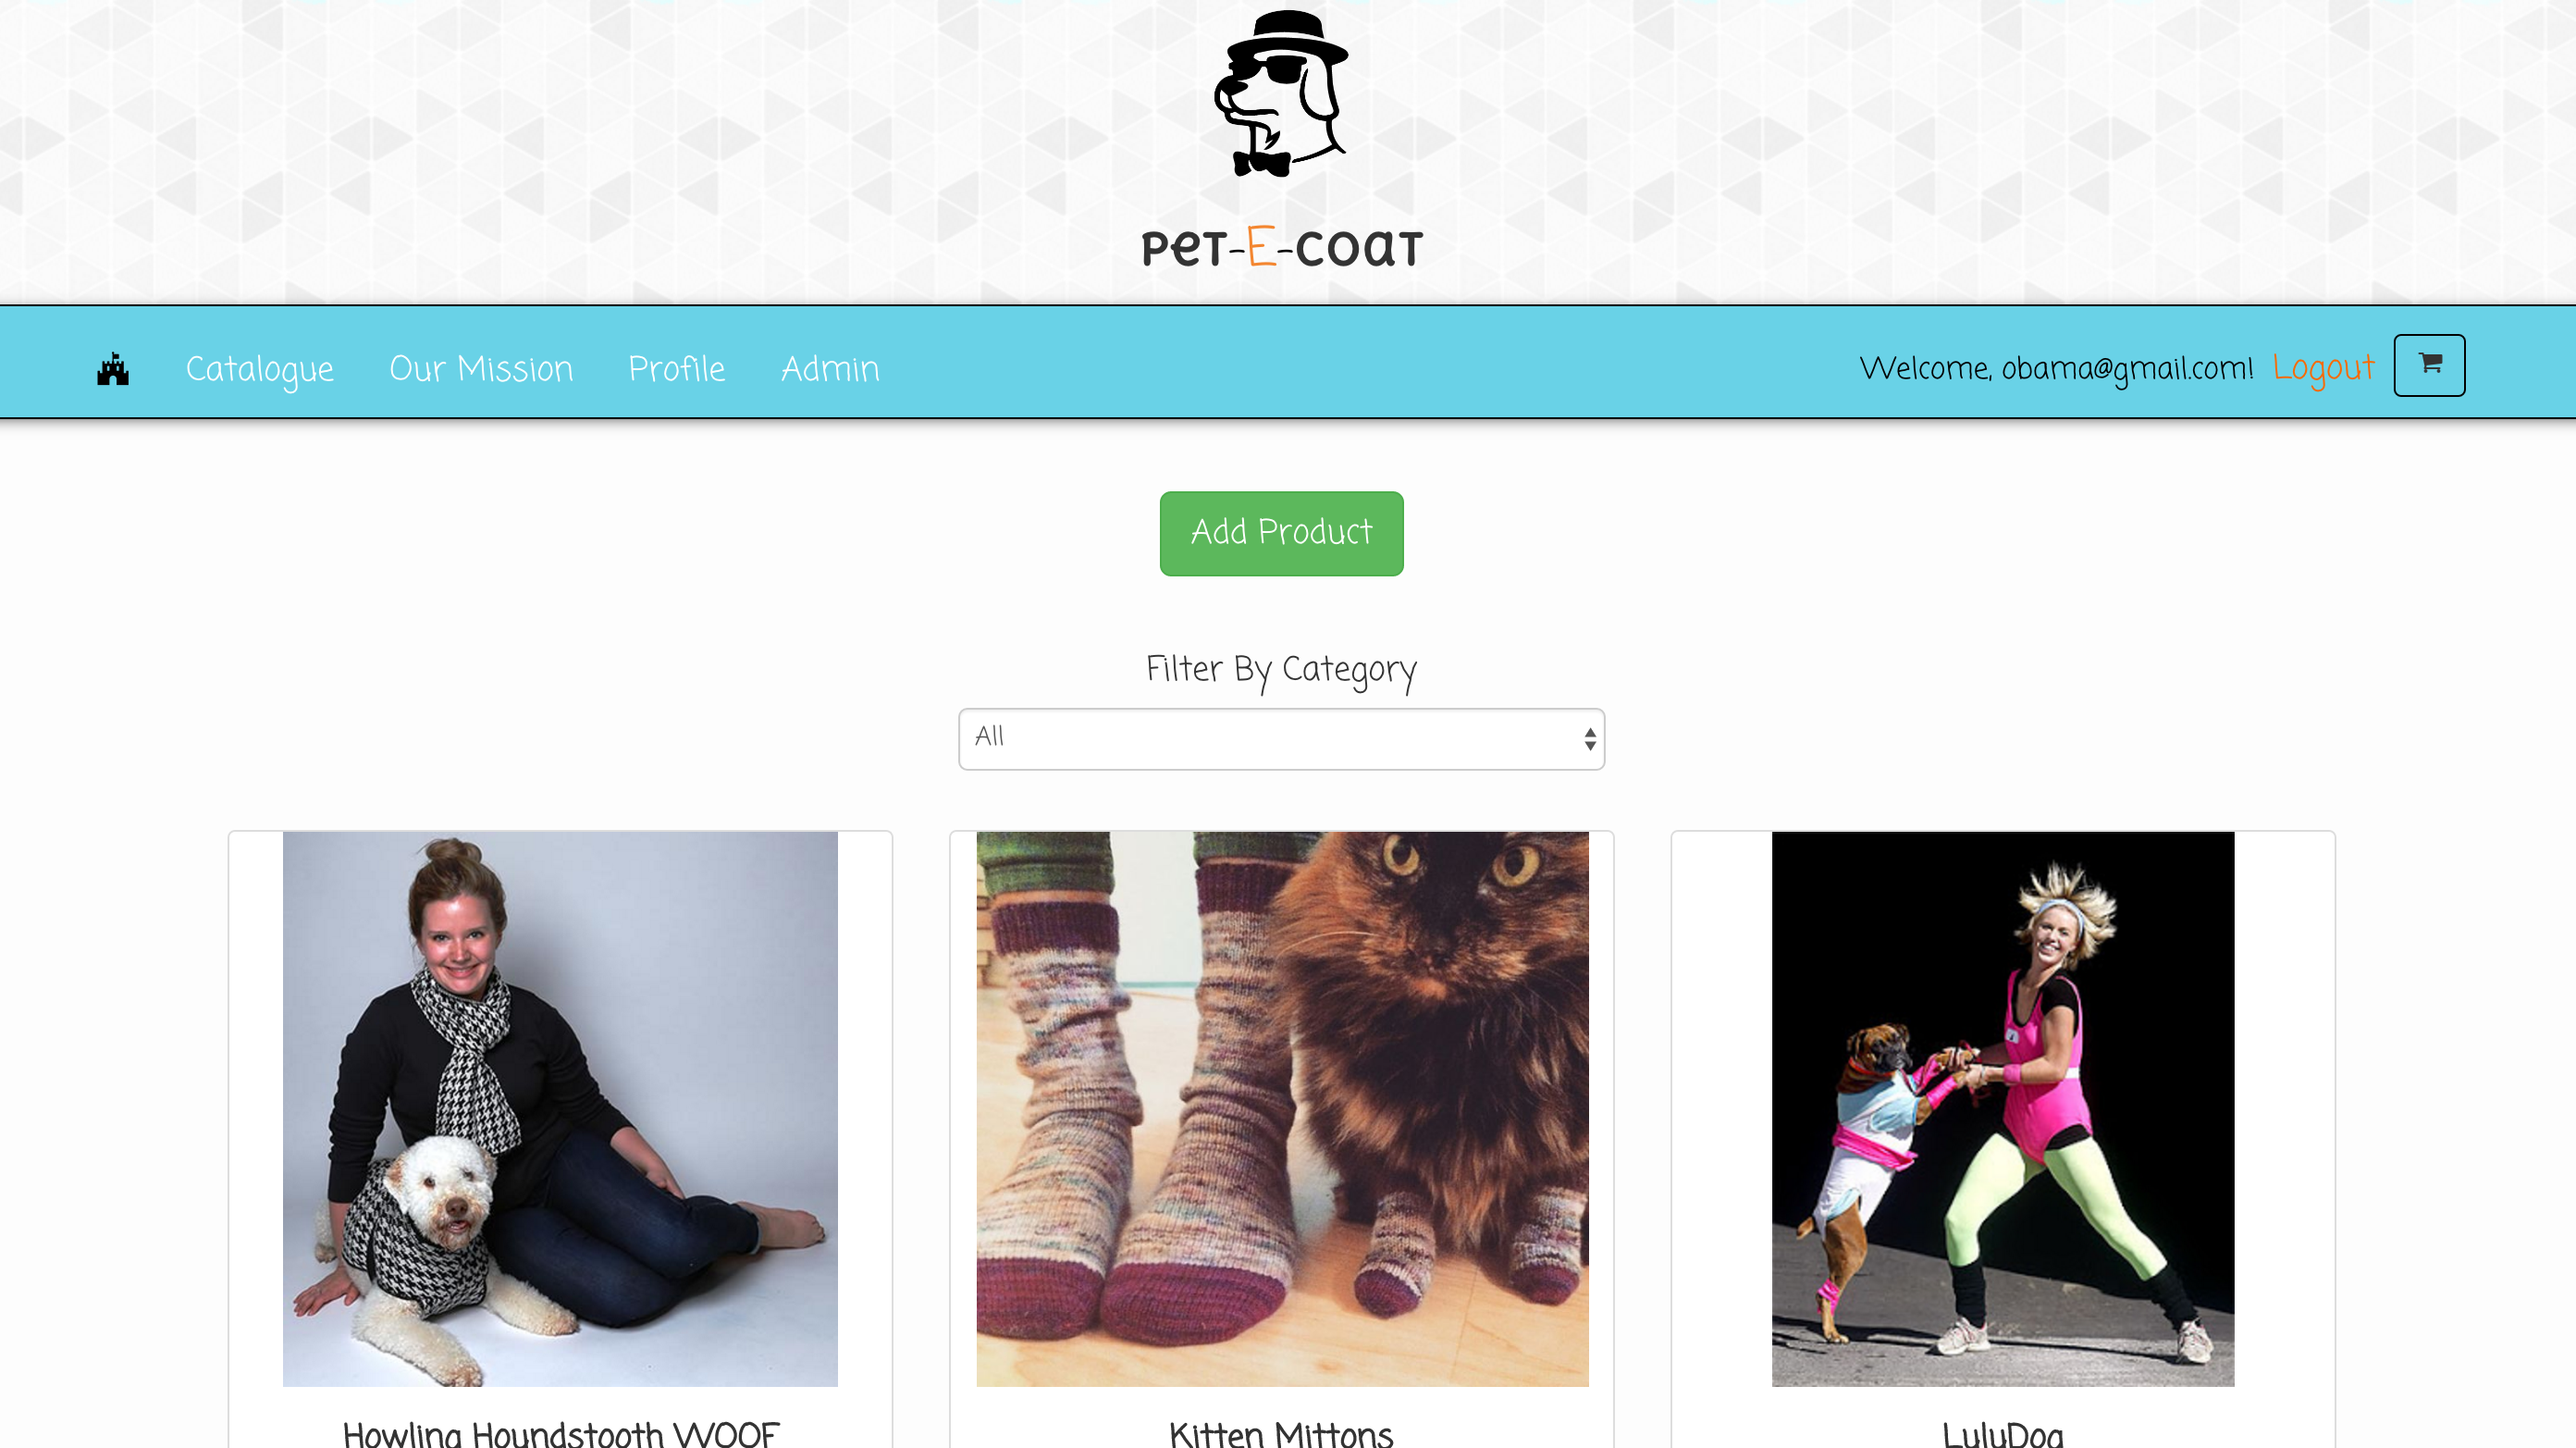 Pet-E-Coat
Catalogue Our Mission Profile Admin Welcome, obama@gmail.com! Logout
Add Product
Filter By Category
All
Howling Houndstooth WOOF Kitten Mittons LuluDog